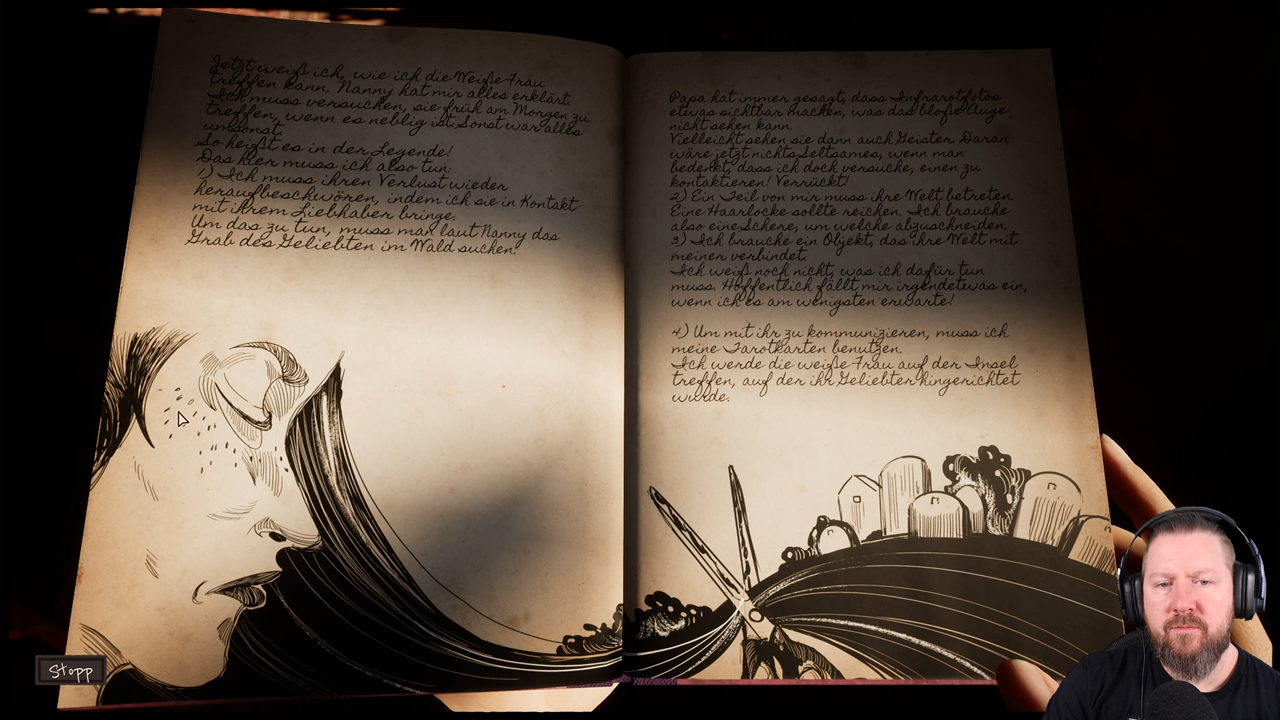 Jetzt weiß ich, wie ich die Weiße Frau
treffen kann. Nanny hat mir alles erklärt.
Ich muss versuchen, sie früh am Morgen zu
treffen, wenn es neblig ist. Sonst war alles
umsonst.
So heißt es in der Legende!
Das hier muss ich also tun:
1) Ich muss ihren Verlust wieder
heraufbeschwören, indem ich sie in Kontakt
mit ihrem Liebhaber bringe.
Um das zu tun, muss man laut Nanny das
Grab des Geliebten im Wald suchen.
Papa hat immer gesagt, dass Infrarotfotos
etwas sichtbar machen, was das bloße Auge
nicht sehen kann.
Vielleicht sehen sie dann auch Geister. Daran
wäre jetzt nichts Seltsames, wenn man
bedenkt, dass ich doch versuche, einen zu
kontaktieren! Verrückt!
2) Ein Teil von mir muss ihre Welt betreten.
Eine Haarlocke sollte reichen. Ich brauche
also eine Schere, um welche abzuschneiden.
3) Ich brauche ein Objekt, das ihre Welt mit
meiner verbindet.
Ich weiß noch nicht, was ich dafür tun
muss. Hoffentlich fällt mir irgendetwas ein,
wenn ich es am wenigsten erwarte!
4) Um mit ihr zu kommunizieren, muss ich
meine Tarotkarten benutzen.
Ich werde die weiße Frau auf der Insel
treffen, auf der ihr Geliebter hingerichtet
wurde.
Stopp